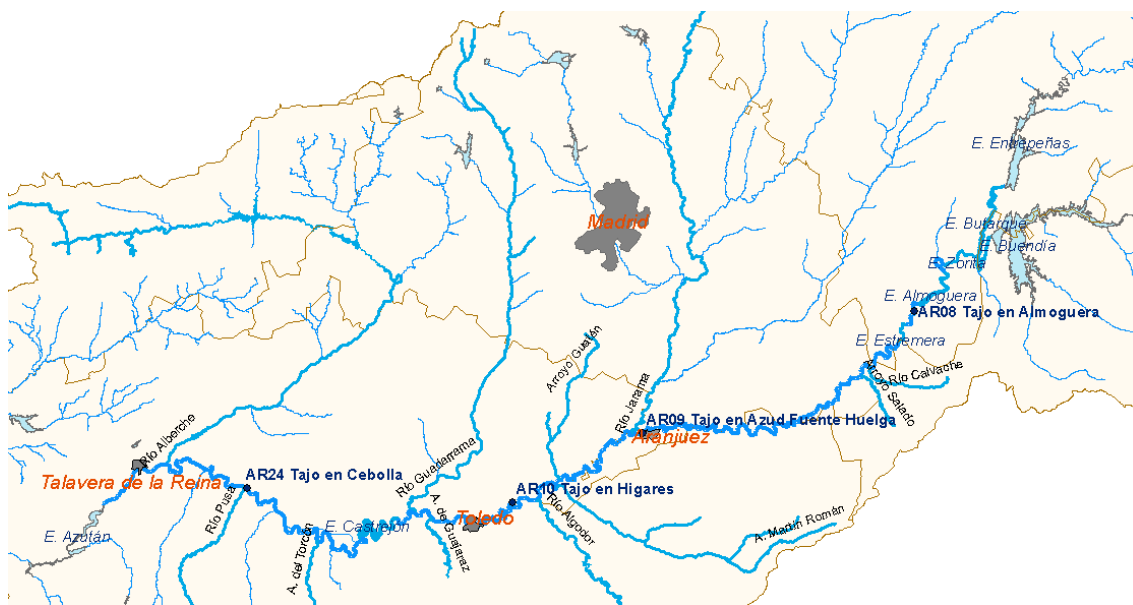 E. Entrepeñas
Madrid
E. Butarque
E. Buendía
E. Zorita
E. Almoguera
AR08 Tajo en Almoguera
E. Estremera
Arroyo Guatén
Río Calvache
Arroyo Salado
Río Jarama
AR09 Tajo en Azud Fuente Huelga
Aranjuez
Río Alberche
Río Guadarrama
AR24 Tajo en Cebolla
Talavera de la Reina
AR10 Tajo en Higares
Río Pusa
E. Castrejón
Toledo
A. de Guajaraz
Río Algodor
A. Martín Román
E. Azután
A. del Torcón